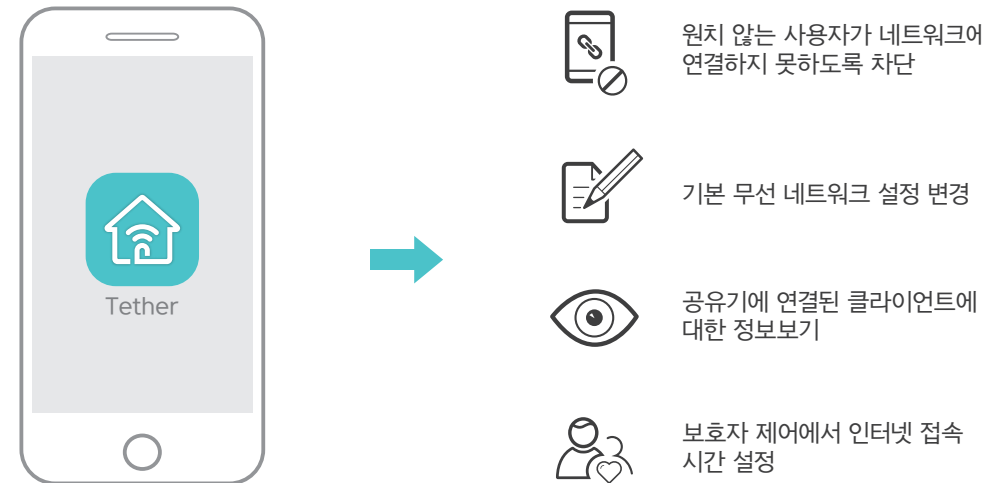 Tether
원치 않는 사용자가 네트워크에
연결하지 못하도록 차단
기본 무선 네트워크 설정 변경
공유기에 연결된 클라이언트에
대한 정보보기
보호자 제어에서 인터넷 접속
시간 설정